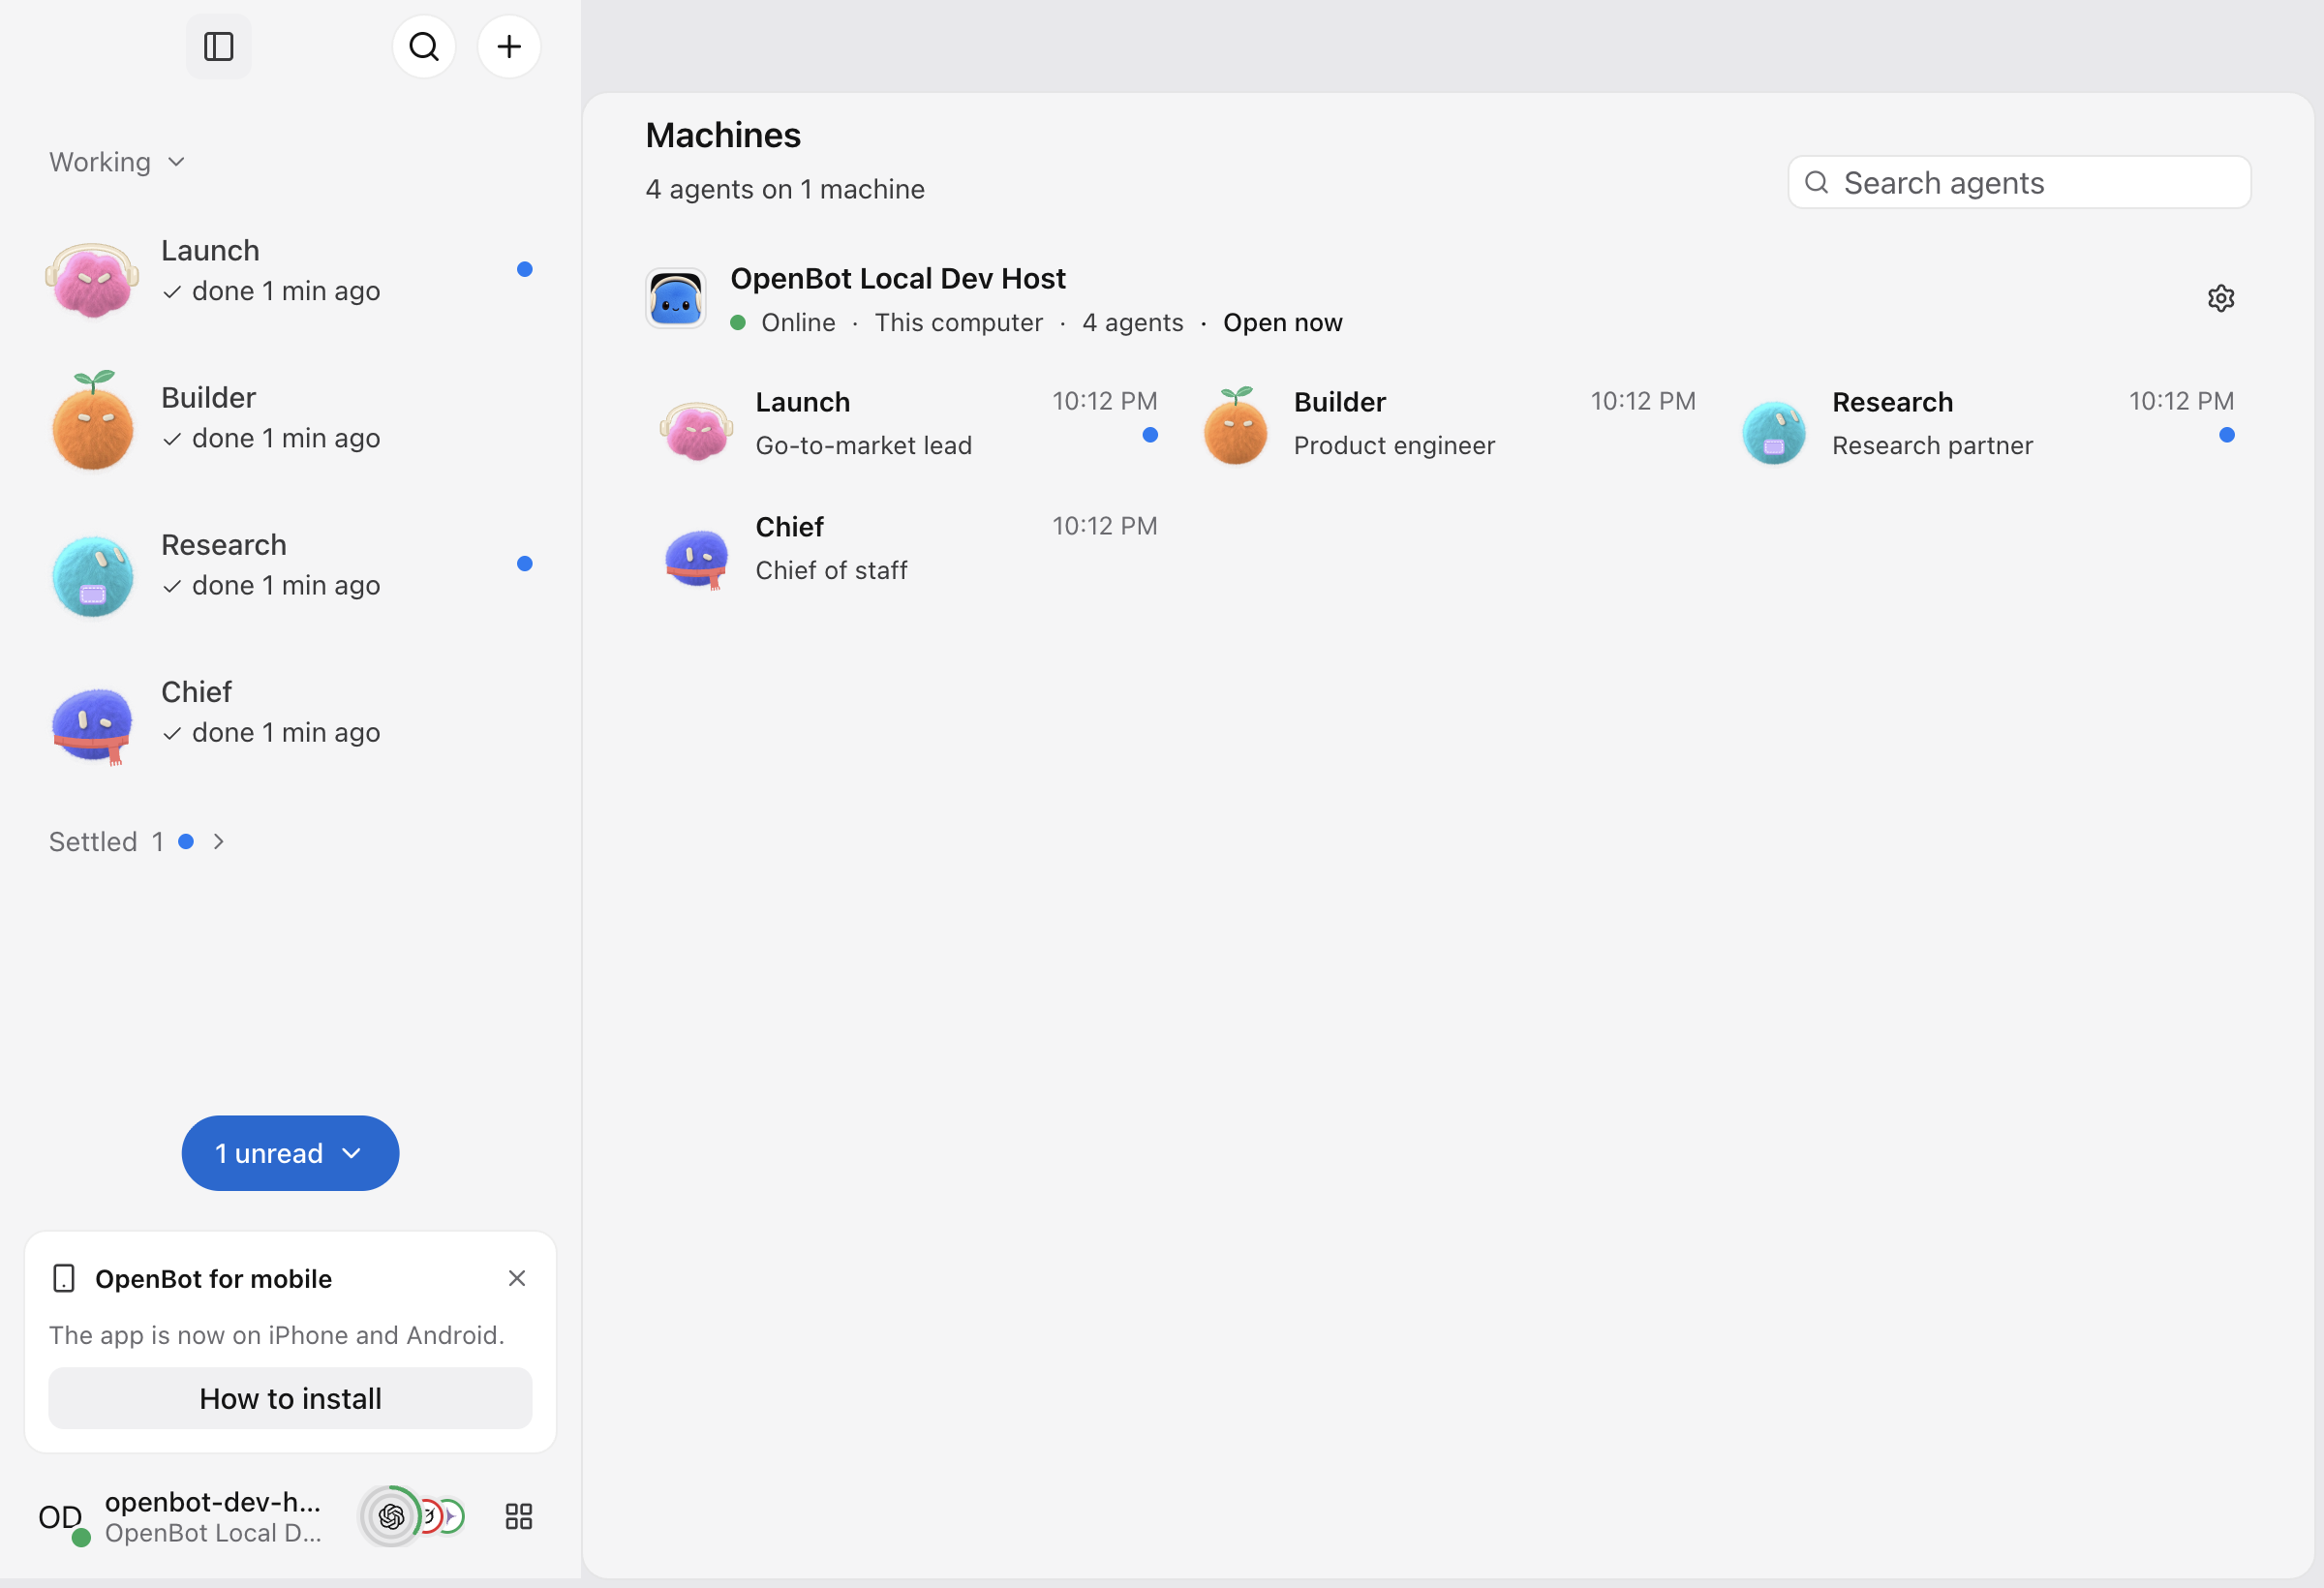 Working
Launch
done 1 min ago
Builder
done 1 min ago
Research
done 1 min ago
Chief
done 1 min ago
Settled 1
1 unread
OpenBot for mobile
The app is now on iPhone and Android.
How to install
OD
openbot-dev-h...
OpenBot Local D...
Machines
4 agents on 1 machine
Search agents
OpenBot Local Dev Host
Online · This computer · 4 agents · Open now
Launch 10:12 PM
Go-to-market lead
Builder 10:12 PM
Product engineer
Research 10:12 PM
Research partner
Chief 10:12 PM
Chief of staff